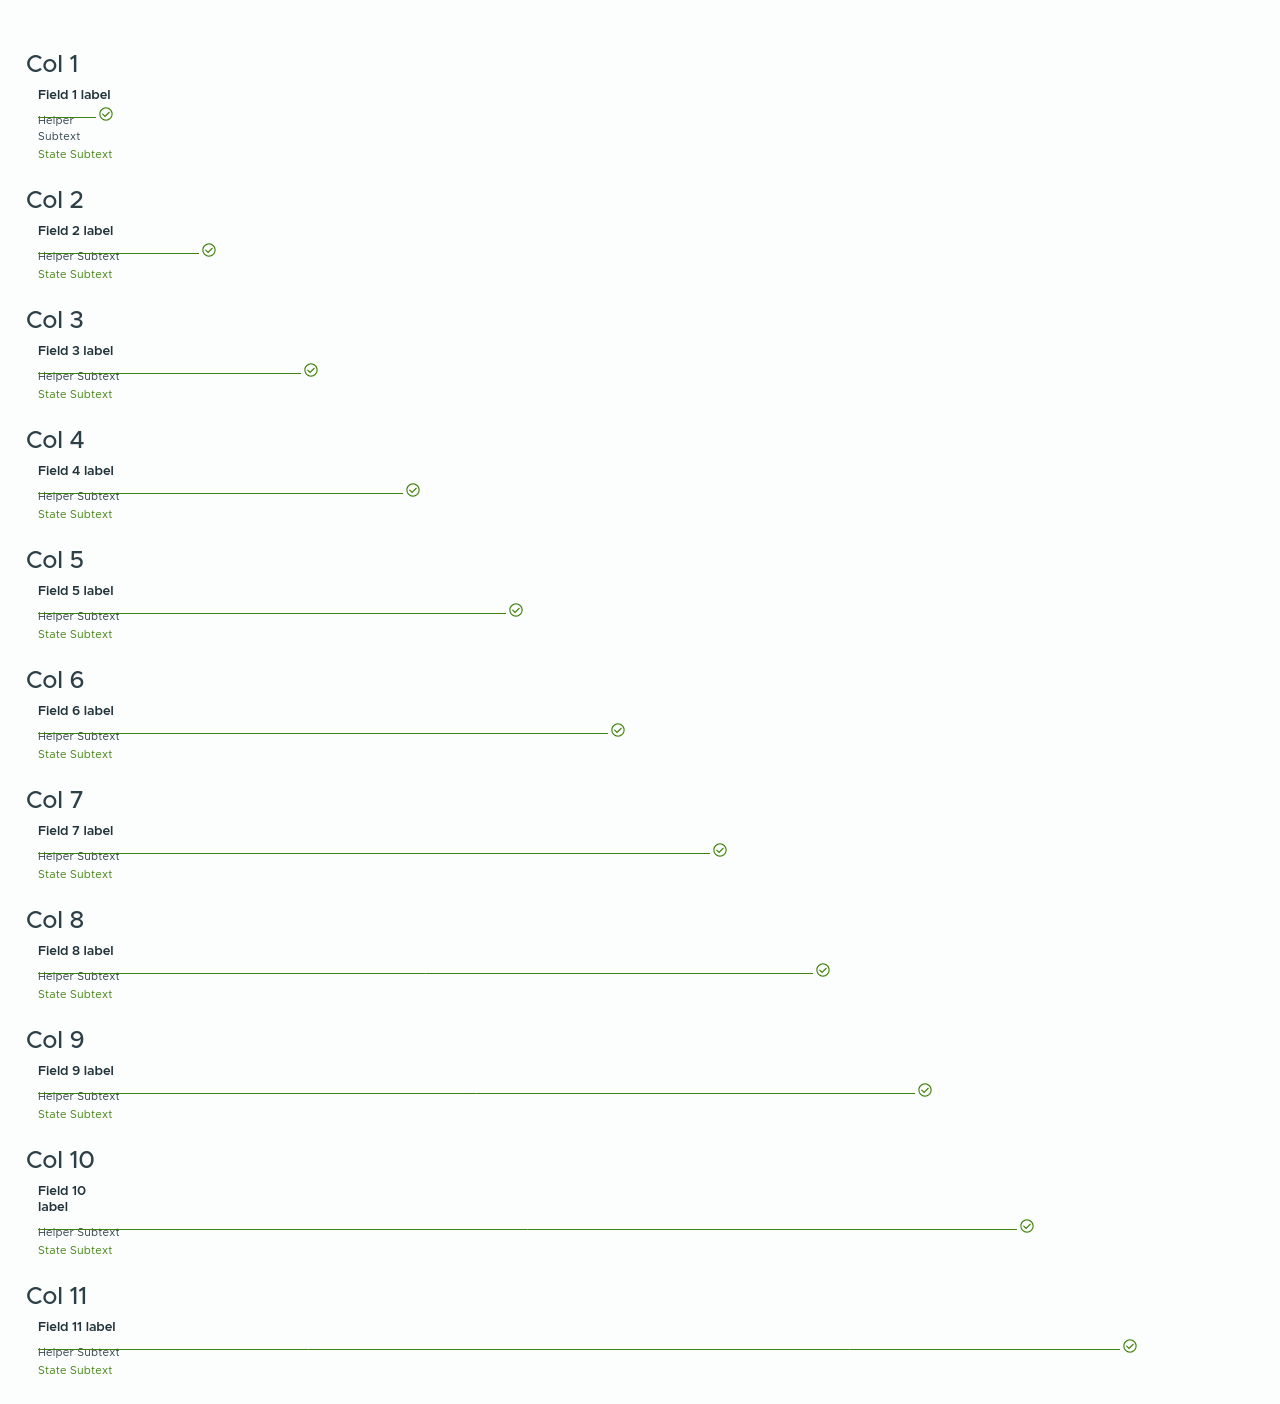 Col 1
Field 1 label
Helper
Subtext
State Subtext
Col 2
Field 2 label
Helper Subtext
State Subtext
Col 3
Field 3 label
Helper Subtext
State Subtext
Col 4
Field 4 label
Helper Subtext
State Subtext
Col 5
Field 5 label
Helper Subtext
State Subtext
Col 6
Field 6 label
Helper Subtext
State Subtext
Col 7
Field 7 label
Helper Subtext
State Subtext
Col 8
Field 8 label
Helper Subtext
State Subtext
Col 9
Field 9 label
Helper Subtext
State Subtext
Col 10
Field 10
label
Helper Subtext
State Subtext
Col 11
Field 11 label
Helper Subtext
State Subtext